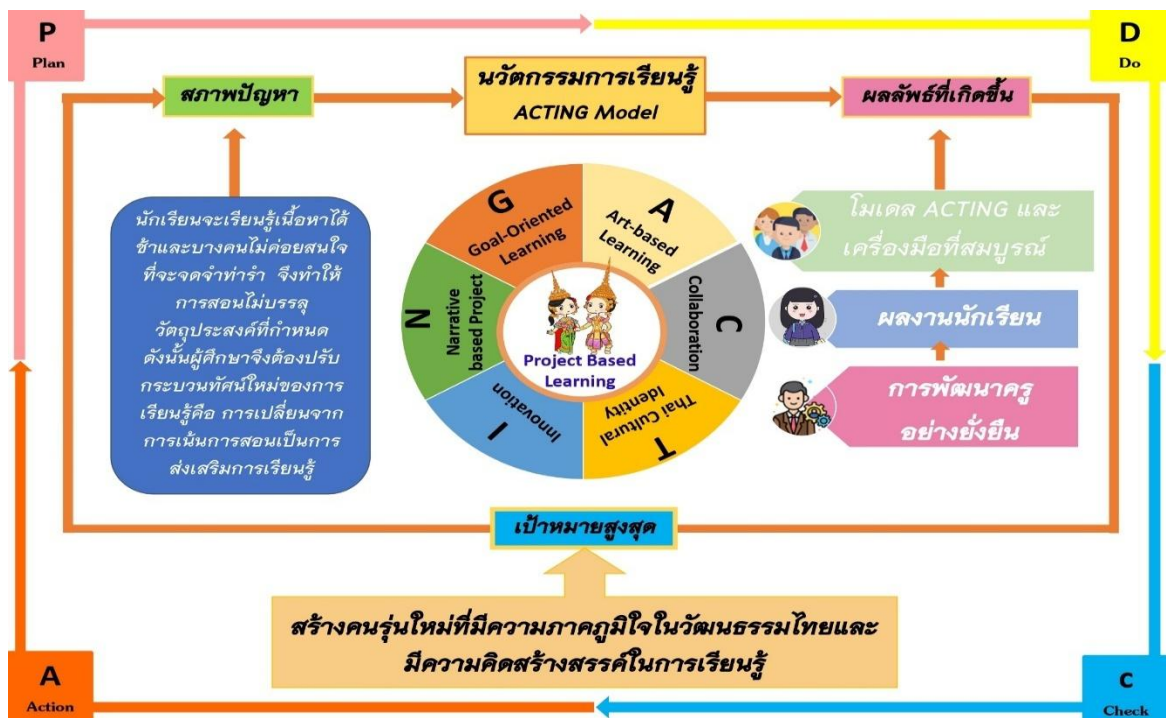 P
Plan
D
Do
สภาพปัญหา
นวัตกรรมการเรียนรู้
ACTING Model
ผลลัพธ์ที่เกิดขึ้น
นักเรียนจะเรียนรู้เนื้อหาได้
ช้าและบางคนไม่ค่อยสนใจ
ที่จะจดจำท่ารำ จึงทำให้
การสอนไม่บรรลุ
วัตถุประสงค์ที่กำหนด
ดังนั้นผู้ศึกษาจึงต้องปรับ
กระบวนทัศน์ใหม่ของการ
เรียนรู้คือ การเปลี่ยนจาก
การเน้นการสอนเป็นการ
ส่งเสริมการเรียนรู้
A
Art-based
Learning
C
Collaboration
T
Thai Cultural
Identity
I
Innovation
N
Narrative
based Project
G
Goal-Oriented
Learning
Project Based
Learning
โมเดล ACTING และ
เครื่องมือที่สมบูรณ์
ผลงานนักเรียน
การพัฒนาครู
อย่างยั่งยืน
เป้าหมายสูงสุด
สร้างคนรุ่นใหม่ที่มีความภาคภูมิใจในวัฒนธรรมไทยและ
มีความคิดสร้างสรรค์ในการเรียนรู้
A
Action
c
Check